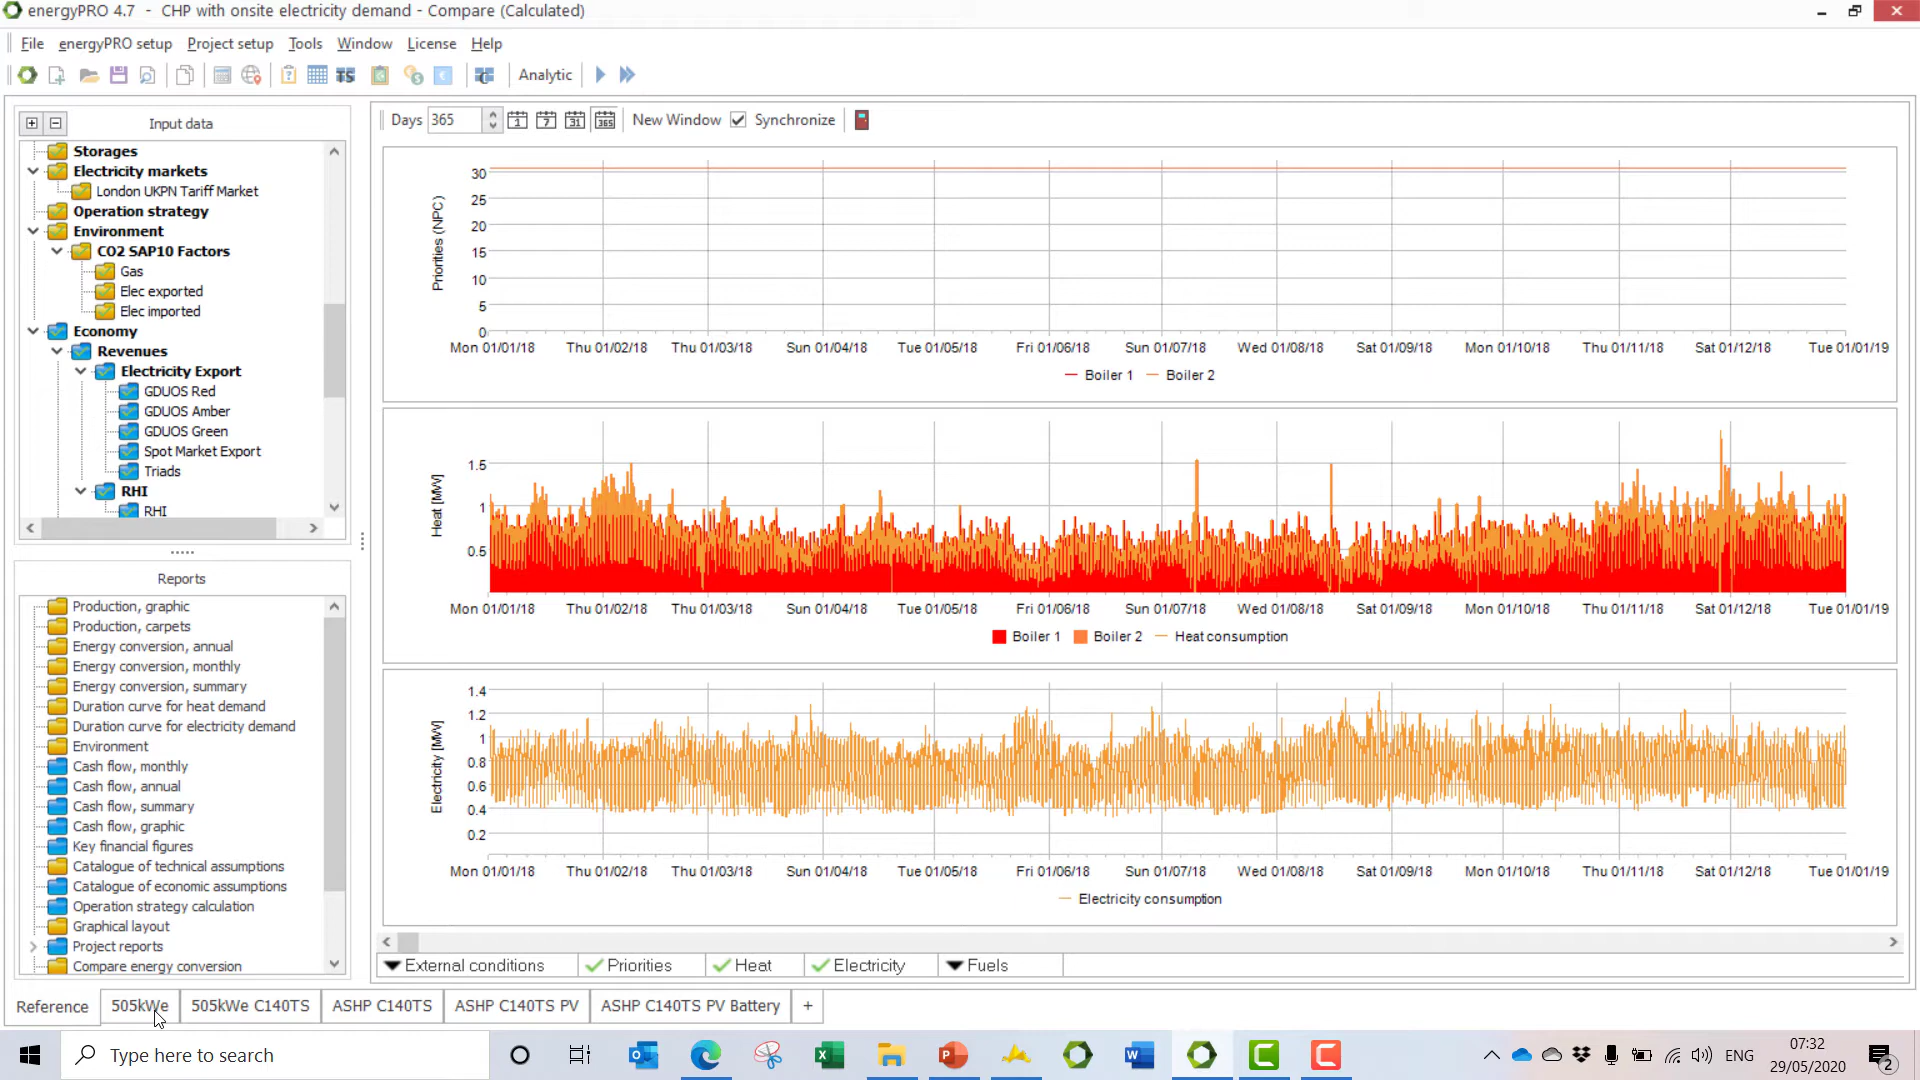 energyPRO 4.7 - CHP with onsite electricity demand - Compare (Calculated)
File energyPRO setup Project setup Tools Window License Help
TS Analytic
Input data
Storages
Electricity markets
London UKPN Tariff Market
Operation strategy
Environment
CO2 SAP10 Factors
Gas
Elec exported
Elec imported
Economy
Revenues
Electricity Export
GDUOS Red
GDUOS Amber
GDUOS Green
Spot Market Export
Triads
RHI
RHI
Reports
Production, graphic
Production, carpets
Energy conversion, annual
Energy conversion, monthly
Energy conversion, summary
Duration curve for heat demand
Duration curve for electricity demand
Environment
Cash flow, monthly
Cash flow, annual
Cash flow, summary
Cash flow, graphic
Key financial figures
Catalogue of technical assumptions
Catalogue of economic assumptions
Operation strategy calculation
Graphical layout
Project reports
Compare energy conversion
Days 365 1 7 31 365 New Window Synchronize
Priorities (NPC)
30
25
20
15
10
5
0
Mon 01/01/18 Thu 01/02/18 Thu 01/03/18 Sun 01/04/18 Tue 01/05/18 Fri 01/06/18 Sun 01/07/18 Wed 01/08/18 Sat 01/09/18 Mon 01/10/18 Thu 01/11/18 Sat 01/12/18 Tue 01/01/19
Boiler 1 Boiler 2
Heat [MW]
1.5
1
0.5
Mon 01/01/18 Thu 01/02/18 Thu 01/03/18 Sun 01/04/18 Tue 01/05/18 Fri 01/06/18 Sun 01/07/18 Wed 01/08/18 Sat 01/09/18 Mon 01/10/18 Thu 01/11/18 Sat 01/12/18 Tue 01/01/19
Boiler 1 Boiler 2 Heat consumption
Electricity [MW]
1.4
1.2
1
0.8
0.6
0.4
0.2
Mon 01/01/18 Thu 01/02/18 Thu 01/03/18 Sun 01/04/18 Tue 01/05/18 Fri 01/06/18 Sun 01/07/18 Wed 01/08/18 Sat 01/09/18 Mon 01/10/18 Thu 01/11/18 Sat 01/12/18 Tue 01/01/19
Electricity consumption
External conditions Priorities Heat Electricity Fuels
Reference 505kWe 505kWe C140TS ASHP C140TS ASHP C140TS PV ASHP C140TS PV Battery +
Type here to search
ENG
07:32
29/05/2020
2